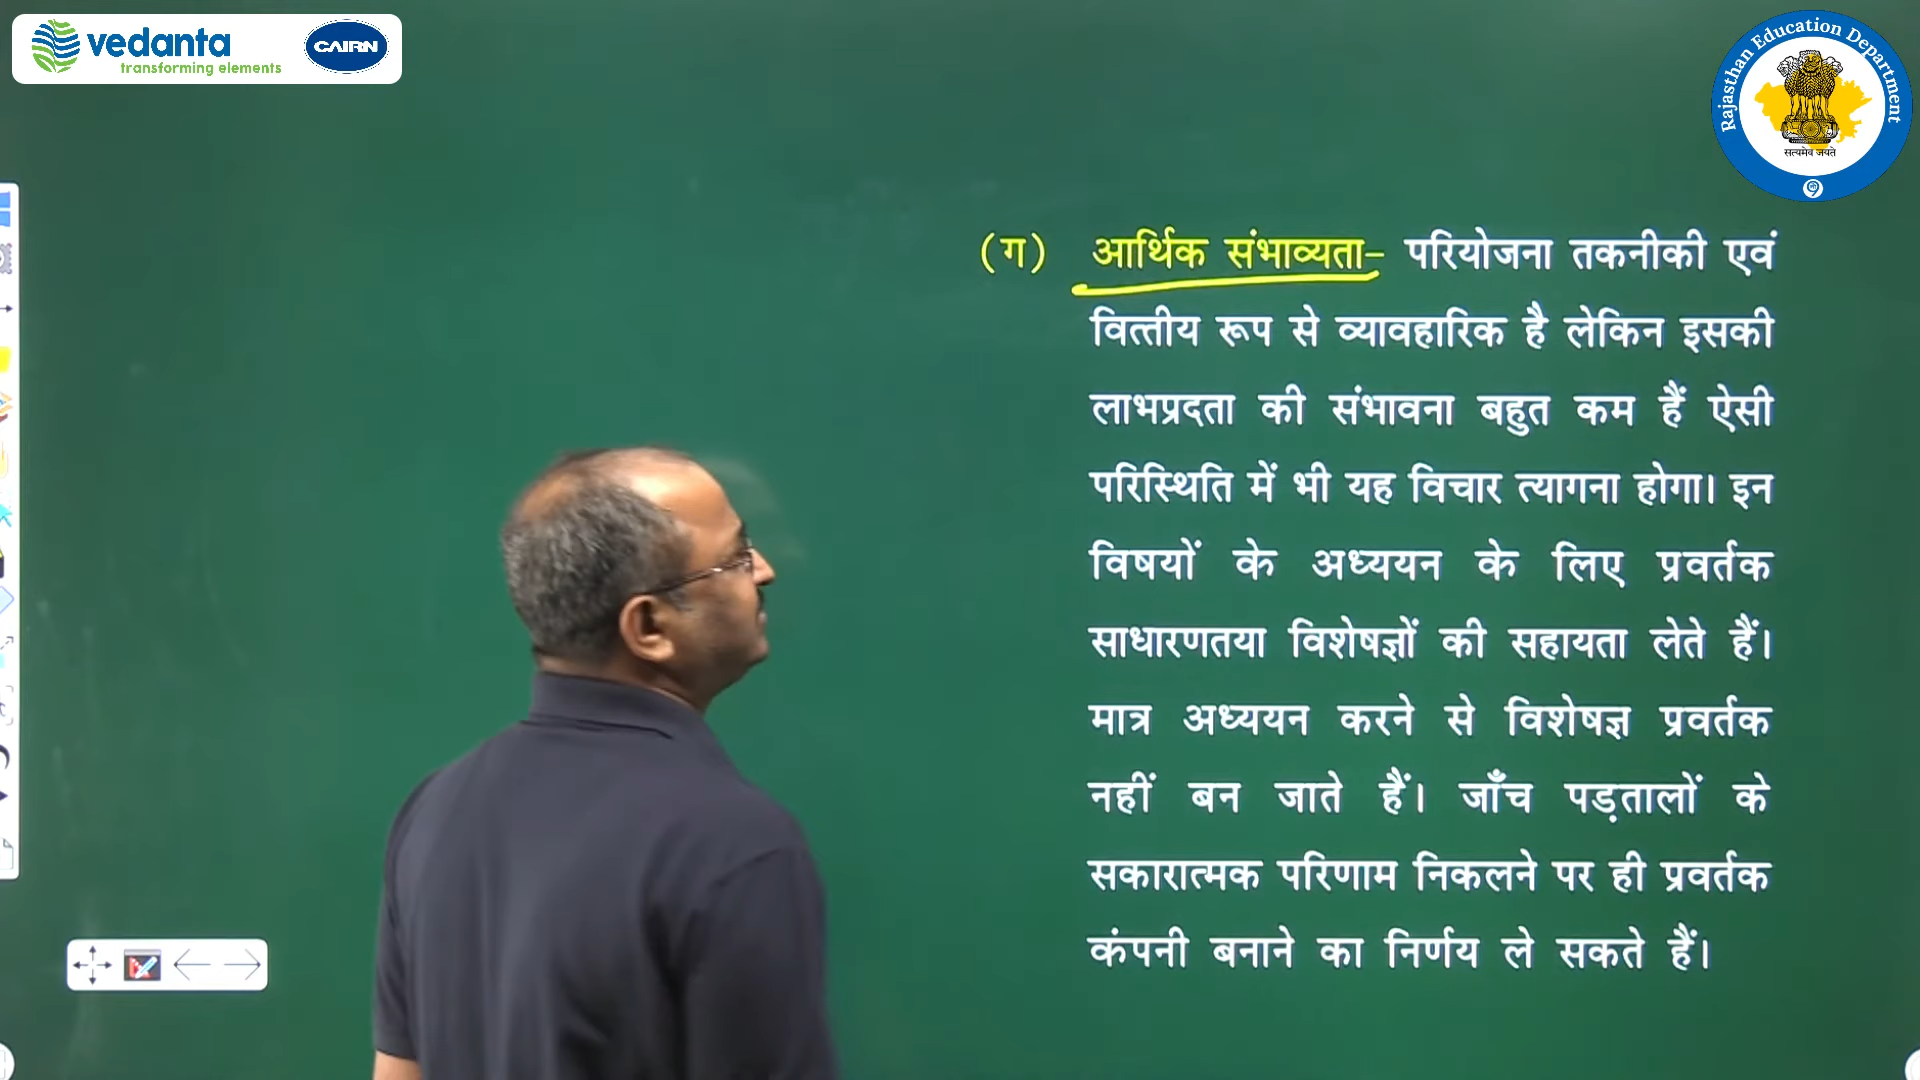 vedanta
transforming elements
CAIRN
Rajasthan Education Department
सत्यमेव जयते
(ग) आर्थिक संभाव्यता– परियोजना तकनीकी एवं
वित्तीय रूप से व्यावहारिक है लेकिन इसकी
लाभप्रदता की संभावना बहुत कम हैं ऐसी
परिस्थिति में भी यह विचार त्यागना होगा। इन
विषयों के अध्ययन के लिए प्रवर्तक
साधारणतया विशेषज्ञों की सहायता लेते हैं।
मात्र अध्ययन करने से विशेषज्ञ प्रवर्तक
नहीं बन जाते हैं। जाँच पड़तालों के
सकारात्मक परिणाम निकलने पर ही प्रवर्तक
कंपनी बनाने का निर्णय ले सकते हैं।